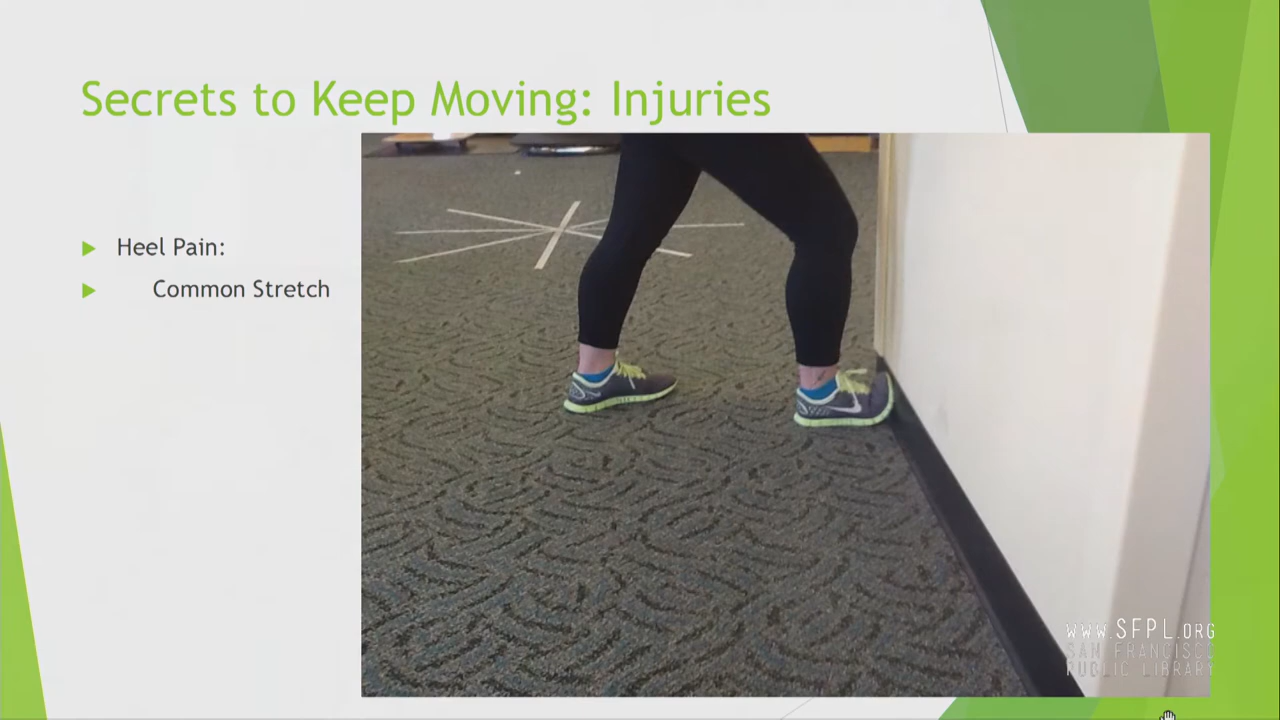 Secrets to Keep Moving: Injuries
Heel Pain:
Common Stretch
WWW.SFPL.ORG
SAN FRANCISCO
PUBLIC LIBRARY